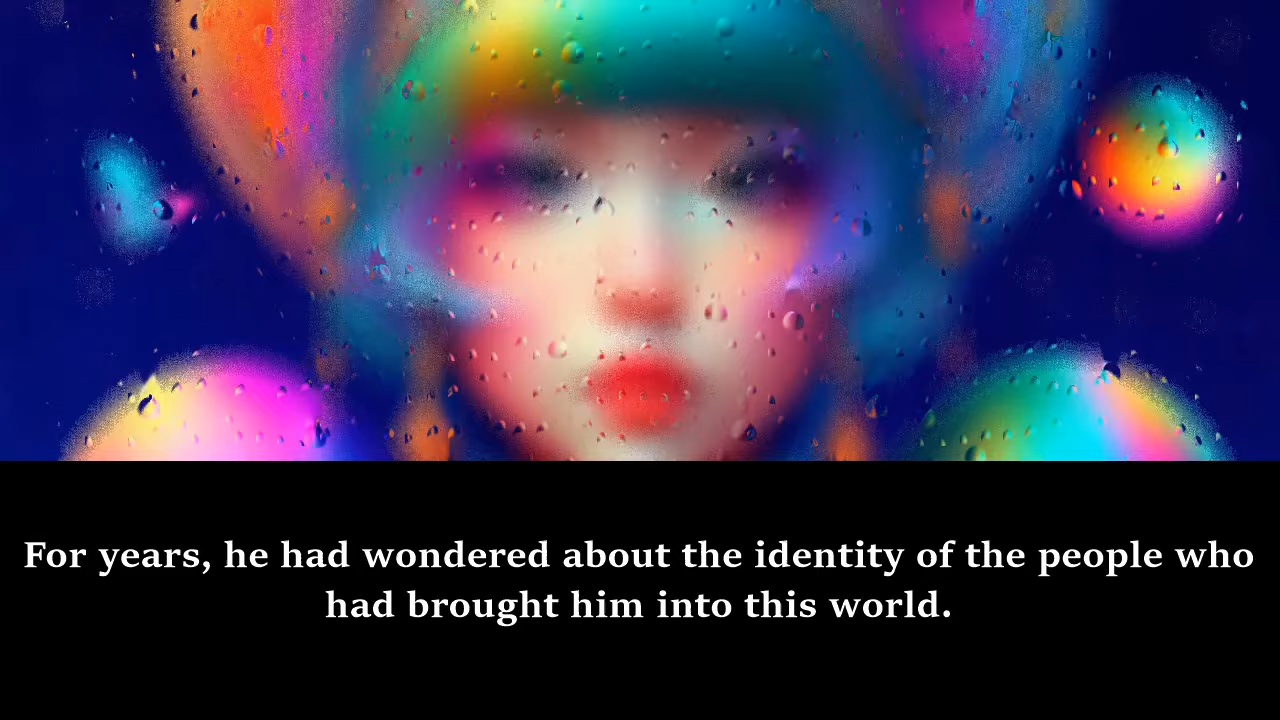 For years, he had wondered about the identity of the people who
had brought him into this world.